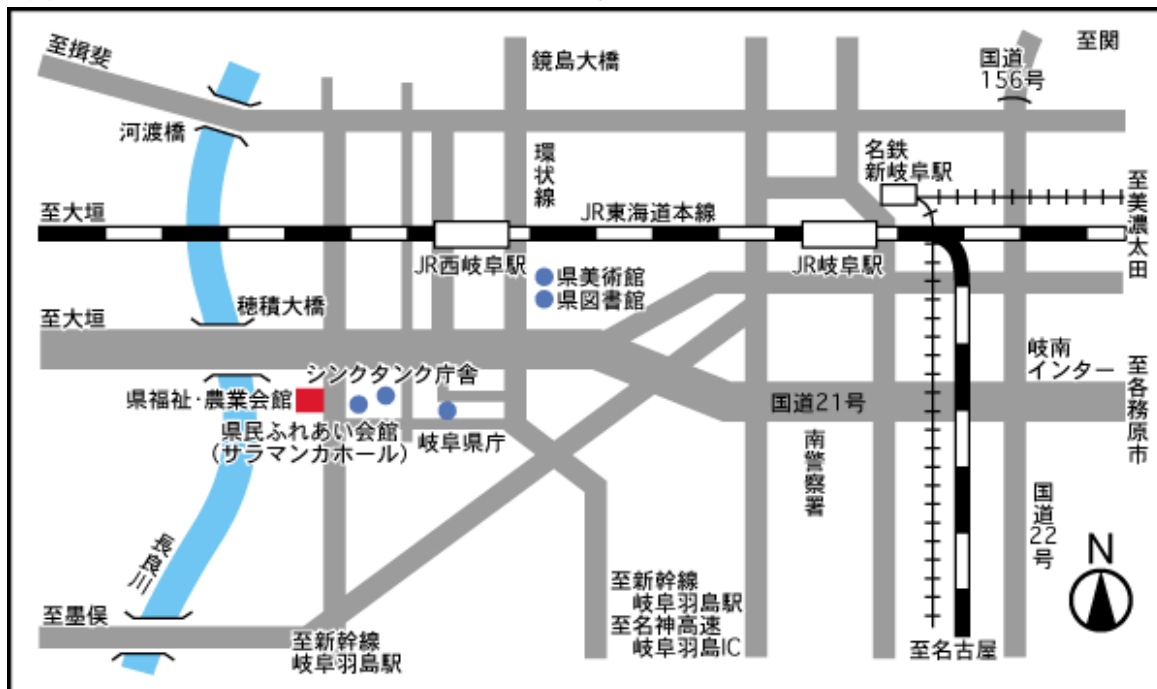 至揖斐
鏡島大橋
国道
156号
至関
河渡橋
環状線
名鉄
新岐阜駅
至美濃太田
至大垣
JR東海道本線
JR西岐阜駅
JR岐阜駅
県美術館
県図書館
穂積大橋
至大垣
岐南
インター
至各務原市
シンクタンク庁舎
県福祉・農業会館
国道21号
県民ふれあい会館
（サラマンカホール）
岐阜県庁
南警察署
国道22号
長良川
N
至新幹線
岐阜羽島駅
至名神高速
岐阜羽島IC
至墨俣
至新幹線
岐阜羽島駅
至名古屋